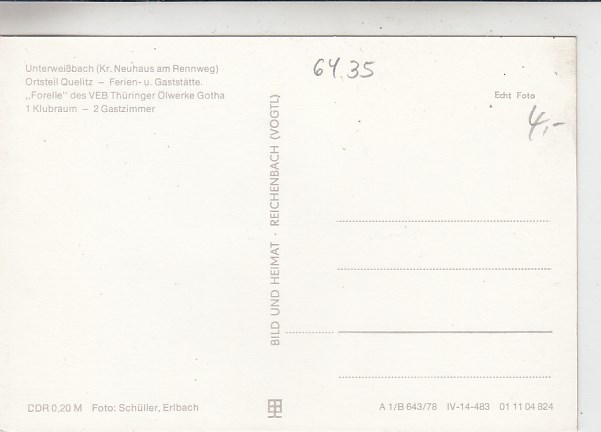 Unterweißbach (Kr. Neuhaus am Rennweg)
Ortsteil Quelitz – Ferien- u. Gaststätte.
„Forelle" des VEB Thüringer Ölwerke Gotha
1 Klubraum – 2 Gastzimmer
64.35
Echt Foto
4,-
BILD UND HEIMAT · REICHENBACH (VOGTL)
DDR 0,20 M Foto: Schüller, Erlbach
A 1/B 643/78 IV-14-483 01 11 04 824